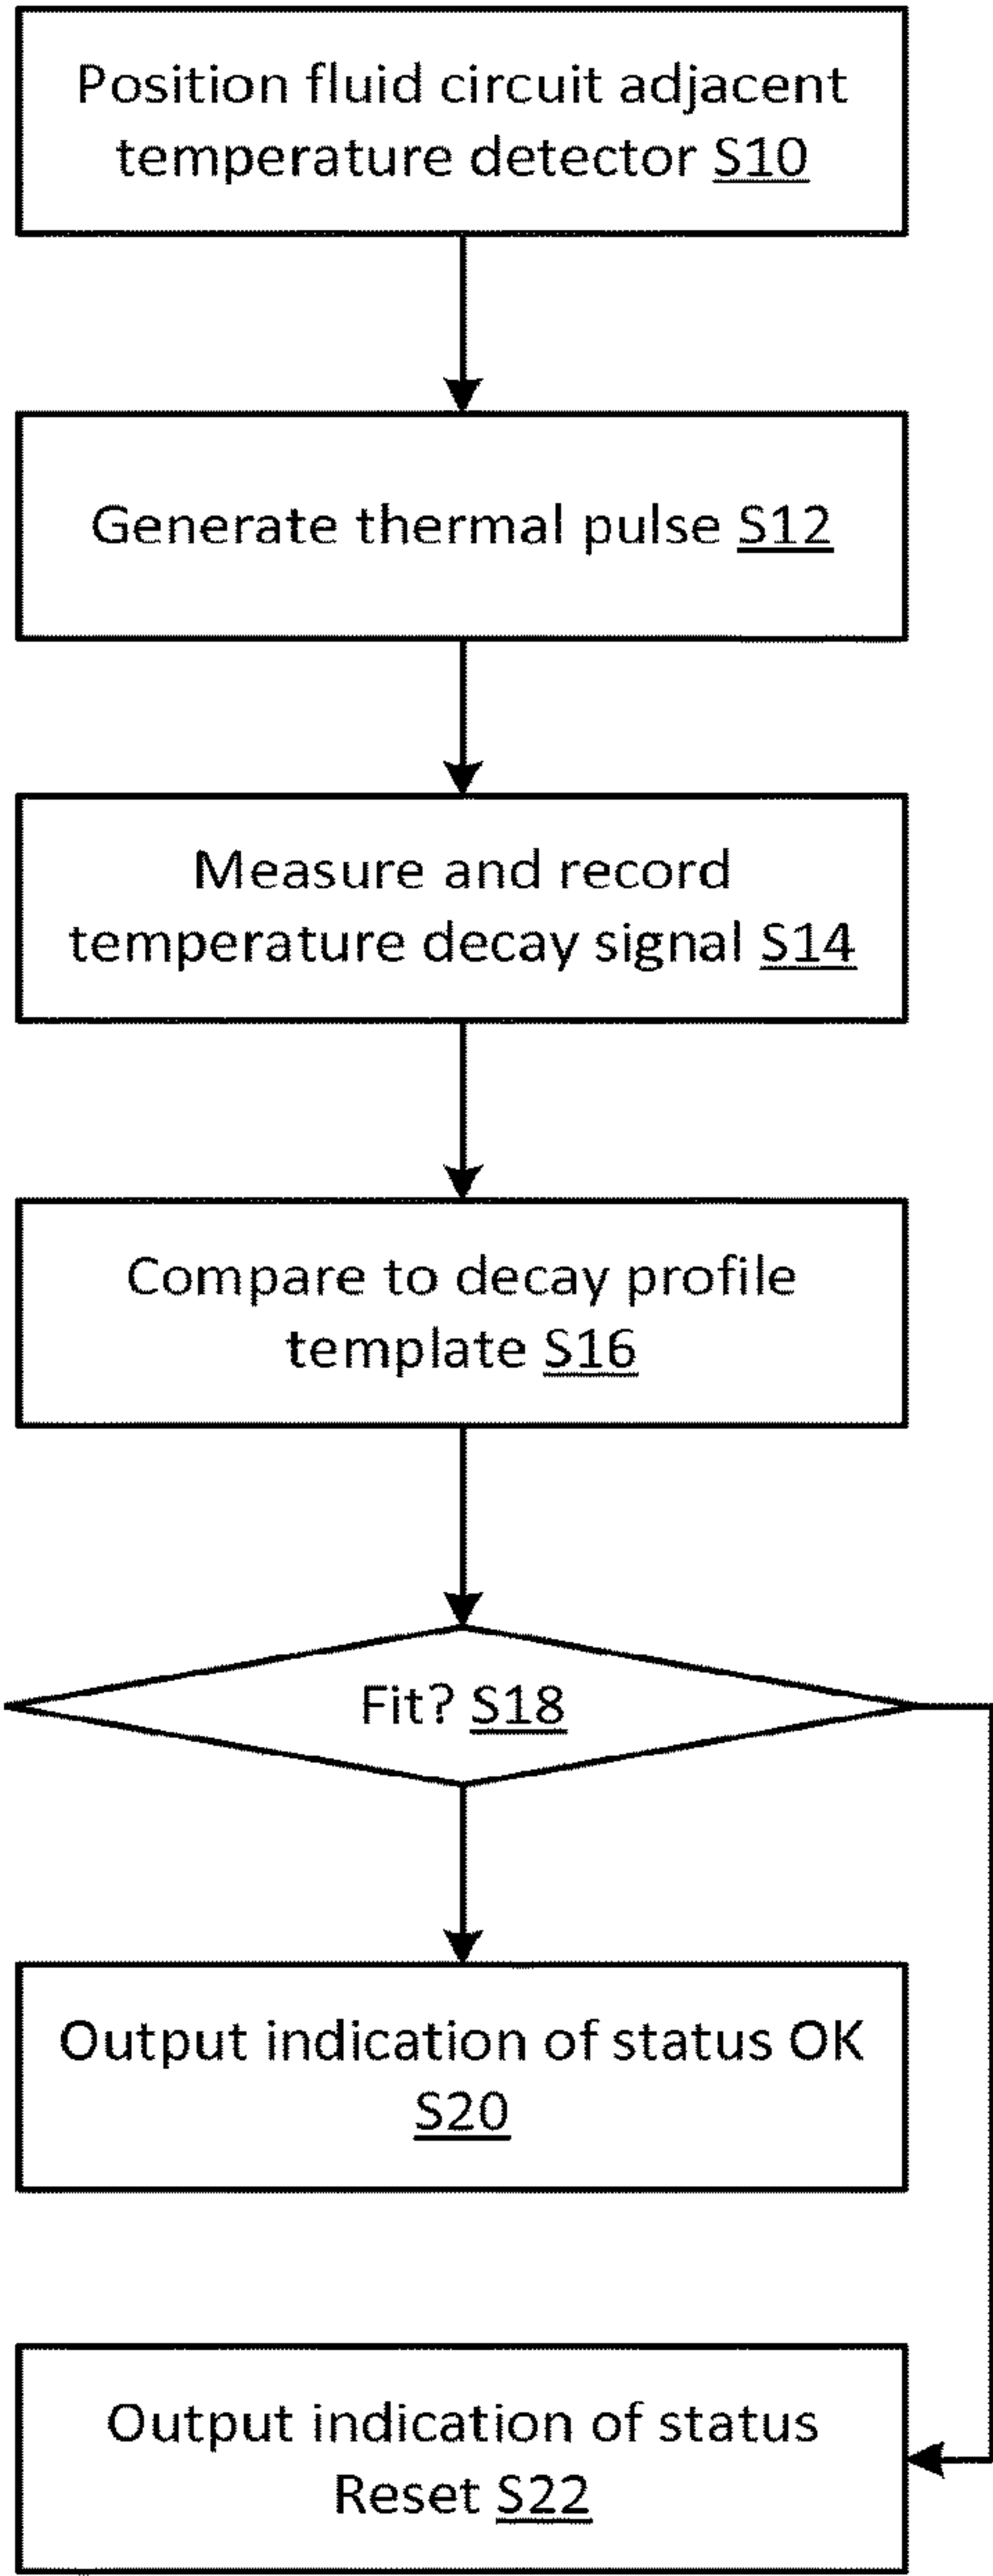 Position fluid circuit adjacent
temperature detector S10
Generate thermal pulse S12
Measure and record
temperature decay signal S14
Compare to decay profile
template S16
Fit? S18
Output indication of status OK
S20
Output indication of status
Reset S22